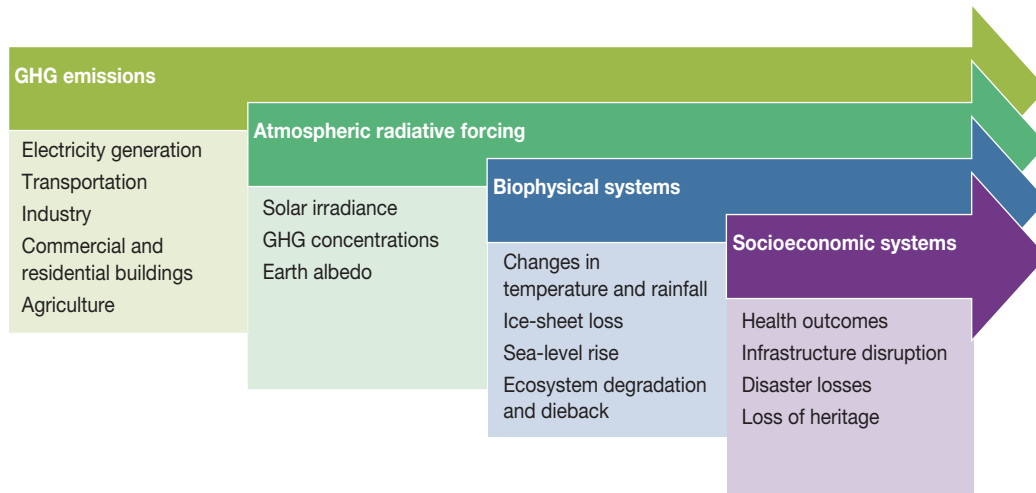 GHG emissions
Electricity generation
Transportation
Industry
Commercial and
residential buildings
Agriculture
Atmospheric radiative forcing
Solar irradiance
GHG concentrations
Earth albedo
Biophysical systems
Changes in
temperature and rainfall
Ice-sheet loss
Sea-level rise
Ecosystem degradation
and dieback
Socioeconomic systems
Health outcomes
Infrastructure disruption
Disaster losses
Loss of heritage